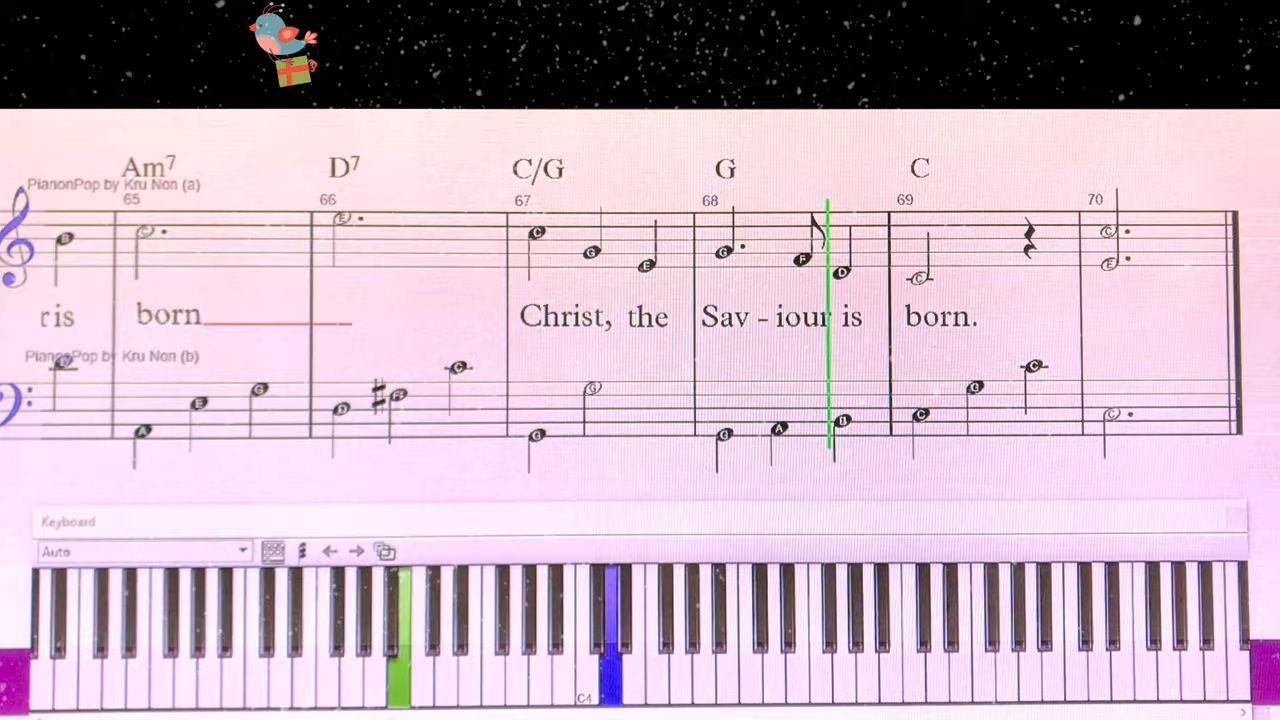 Am7 D7 C/G G C
PianonPop by Kru Non (a)
65 66 67 68 69 70
B C E C G E G F D C C E
ris born Christ, the Sav - iour is born.
PianonPop by Kru Non (b)
A E G D F# C G G G A B C G C C
Keyboard
Auto
C4